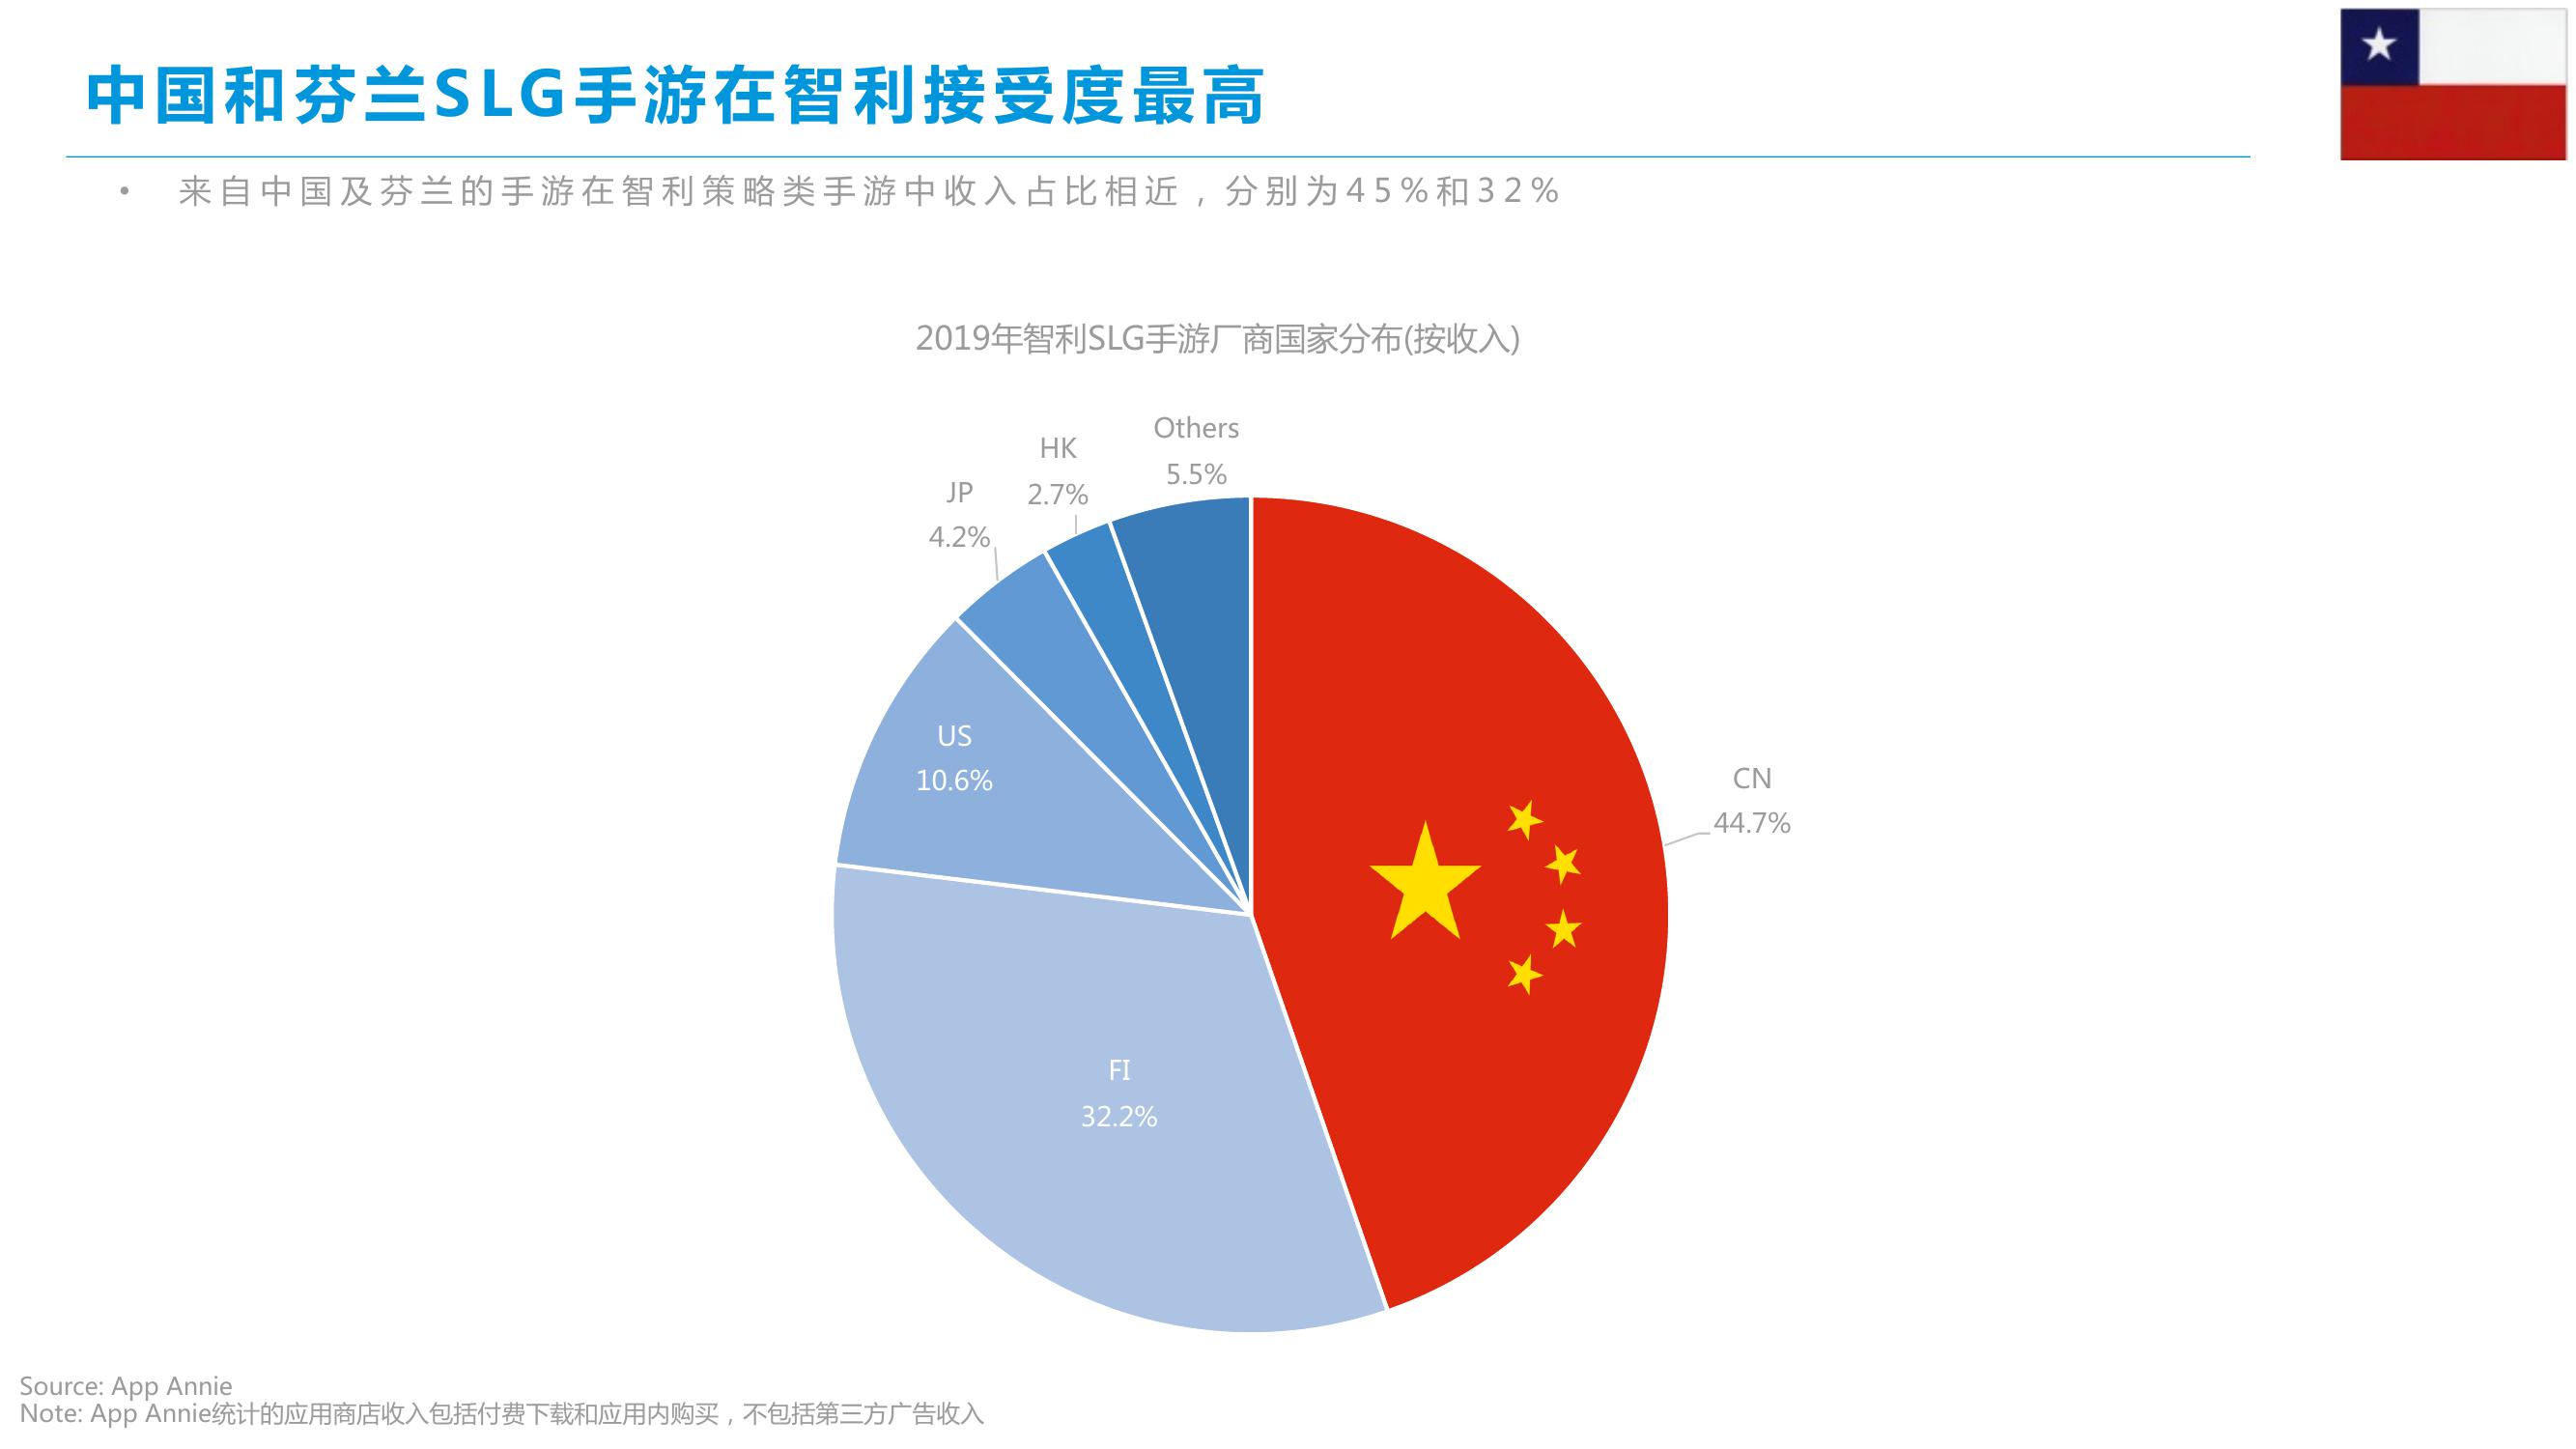 中国和芬兰SLG手游在智利接受度最高
• 来自中国及芬兰的手游在智利策略类手游中收入占比相近，分别为45%和32%
2019年智利SLG手游厂商国家分布(按收入)
Others
5.5%
HK
2.7%
JP
4.2%
US
10.6%
CN
44.7%
FI
32.2%
Source: App Annie
Note: App Annie统计的应用商店收入包括付费下载和应用内购买，不包括第三方广告收入